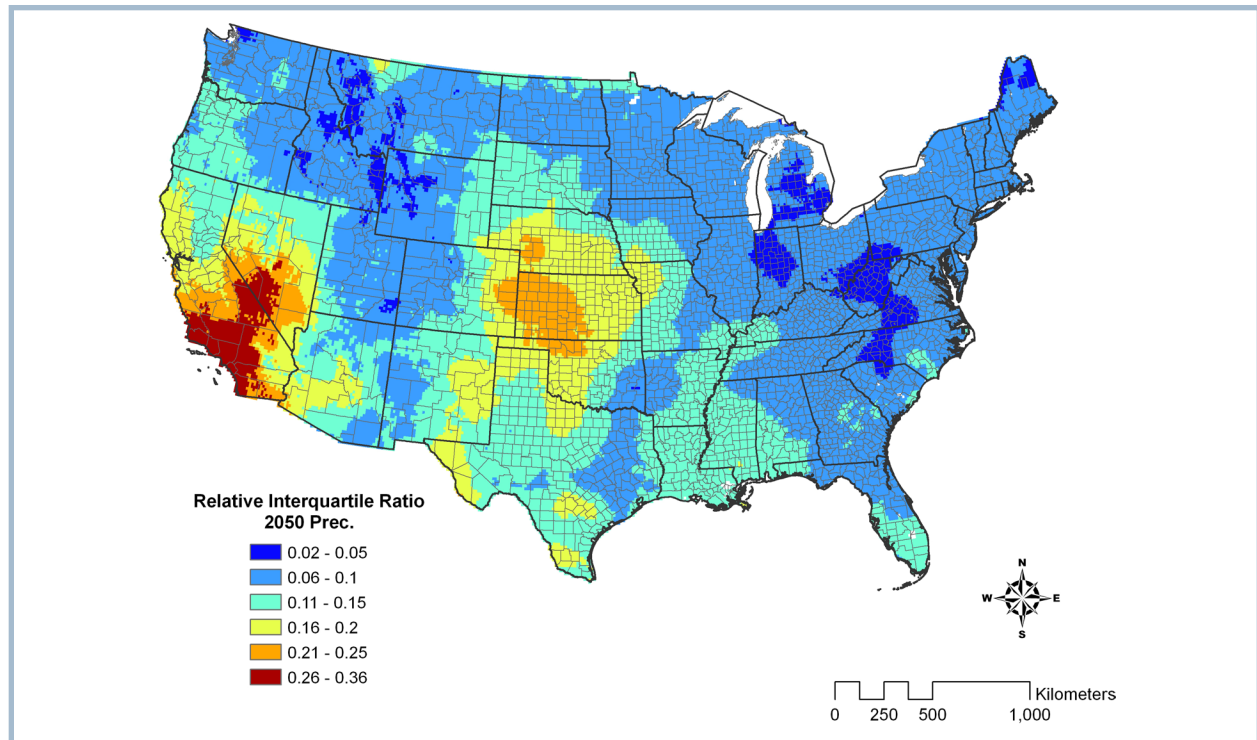 Relative Interquartile Ratio
2050 Prec.
0.02 - 0.05
0.06 - 0.1
0.11 - 0.15
0.16 - 0.2
0.21 - 0.25
0.26 - 0.36
N
W E
S
Kilometers
0 250 500 1,000